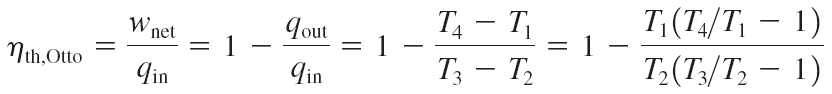 η_th,Otto = w_net / q_in = 1 − q_out / q_in = 1 − (T_4 − T_1) / (T_3 − T_2) = 1 − T_1(T_4/T_1 − 1) / T_2(T_3/T_2 − 1)